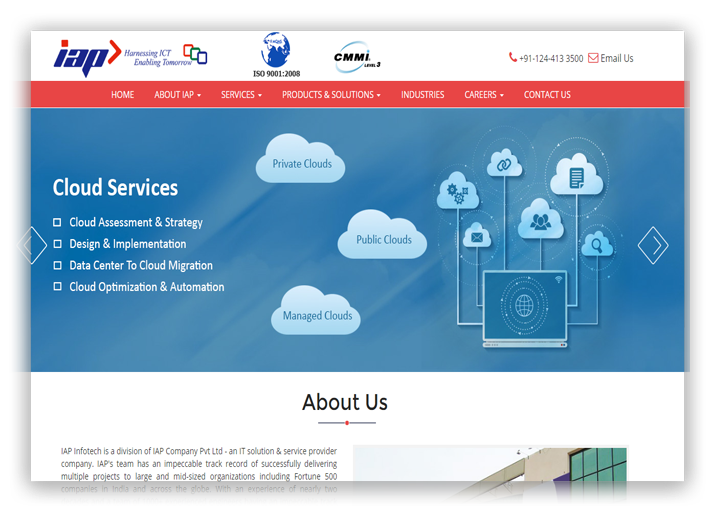 iap Harnessing ICT
Enabling Tomorrow
ISO 9001:2008
CMMi
LEVEL 3
+91-124-413 3500 Email Us
HOME ABOUT IAP SERVICES PRODUCTS & SOLUTIONS INDUSTRIES CAREERS CONTACT US
Private Clouds
Cloud Services
Cloud Assessment & Strategy
Public Clouds
Design & Implementation
Data Center To Cloud Migration
Cloud Optimization & Automation
Managed Clouds
About Us
IAP Infotech is a division of IAP Company Pvt Ltd - an IT solution & service provider
company. IAP's team has an impeccable track record of successfully delivering
multiple projects to large and mid-sized organizations including Fortune 500
companies in India and across the globe. With an experience of nearly two